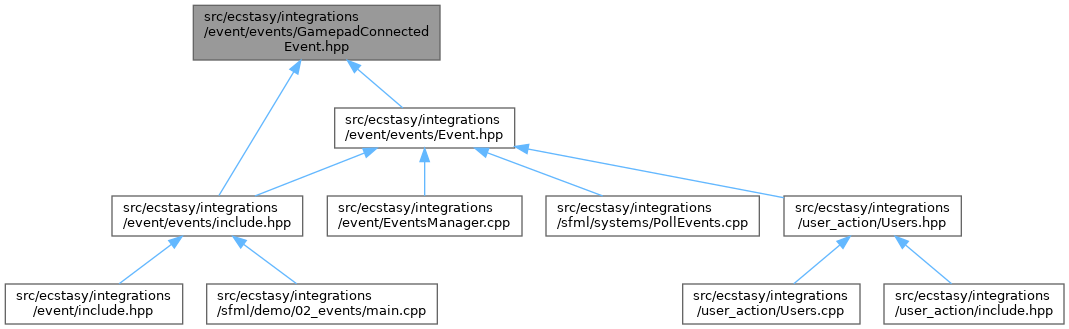 src/ecstasy/integrations
/event/events/GamepadConnected
Event.hpp
src/ecstasy/integrations
/event/events/Event.hpp
src/ecstasy/integrations
/event/events/include.hpp
src/ecstasy/integrations
/event/EventsManager.cpp
src/ecstasy/integrations
/sfml/systems/PollEvents.cpp
src/ecstasy/integrations
/user_action/Users.hpp
src/ecstasy/integrations
/event/include.hpp
src/ecstasy/integrations
/sfml/demo/02_events/main.cpp
src/ecstasy/integrations
/user_action/Users.cpp
src/ecstasy/integrations
/user_action/include.hpp